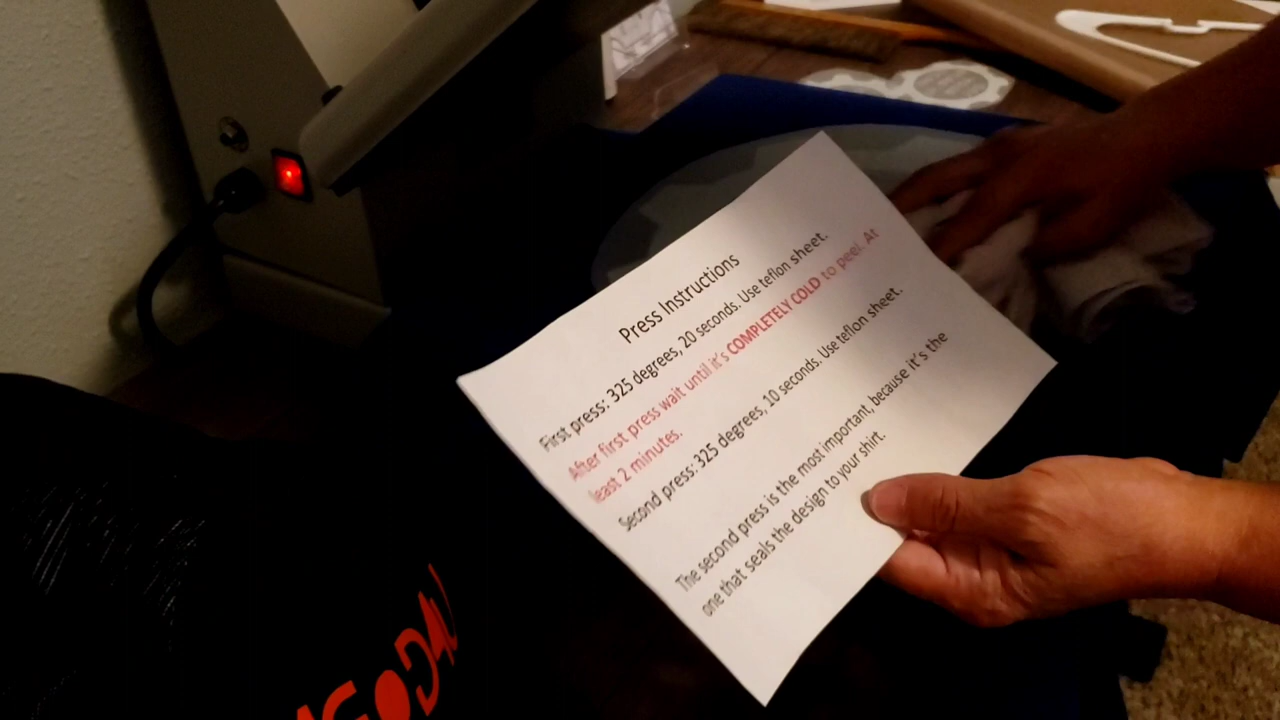 Press Instructions
First press: 325 degrees, 20 seconds. Use teflon sheet.
After first press wait until it's COMPLETELY COLD to peel. At
least 2 minutes.
Second press: 325 degrees, 10 seconds. Use teflon sheet.
The second press is the most important, because it's the
one that seals the design to your shirt.